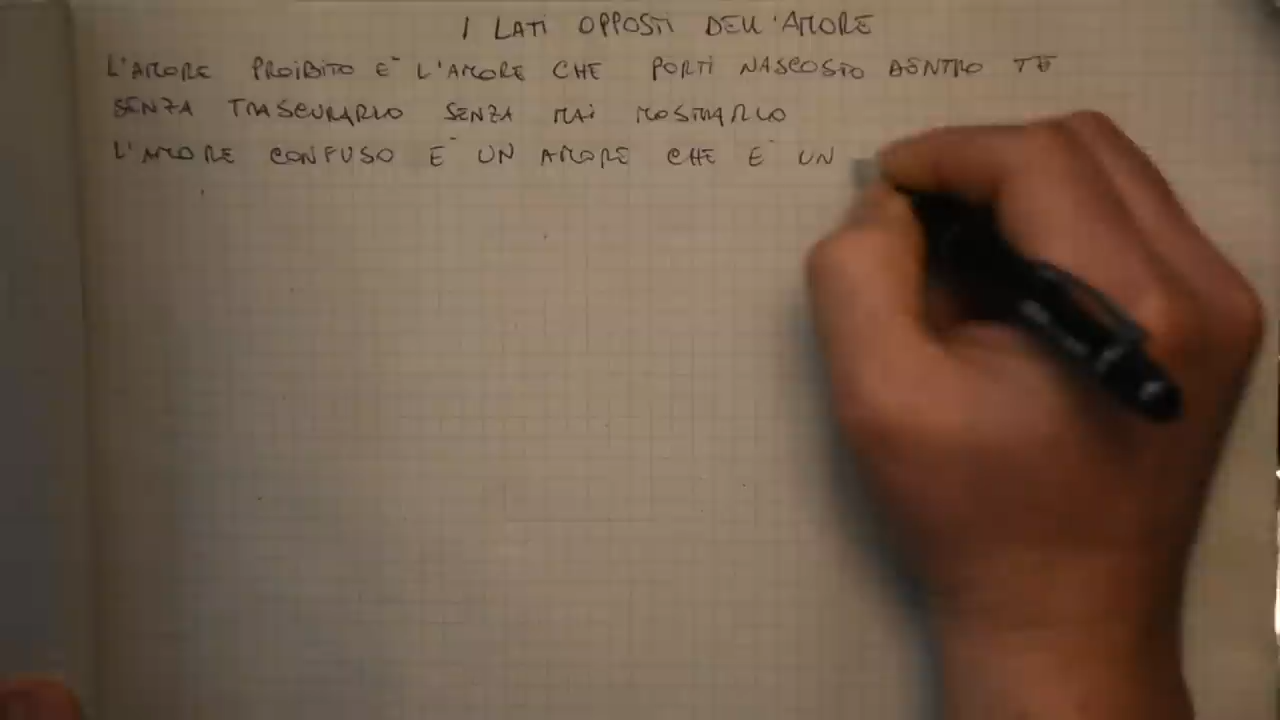 I LATI OPPOSTI DELL'AMORE
L'AMORE PROIBITO E' L'AMORE CHE PORTI NASCOSTO DENTRO TE
SENZA TRASCURARLO SENZA MAI MOSTRARLO
L'AMORE CONFUSO E' UN AMORE CHE E' UN